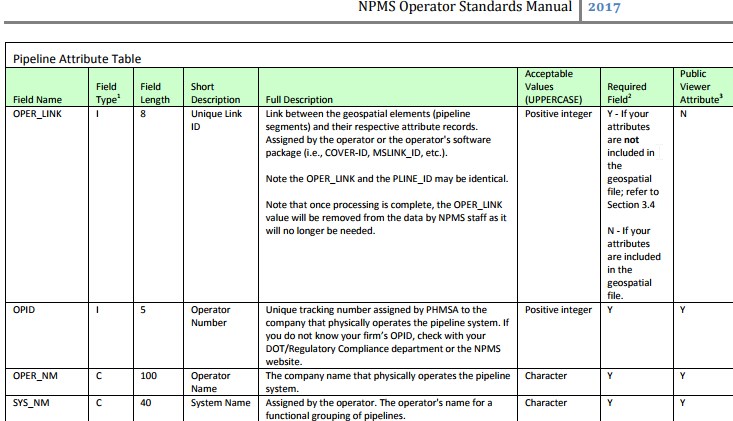 NPMS Operator Standards Manual 2017
Pipeline Attribute Table
Field Name
Field Type¹
Field Length
Short Description
Full Description
Acceptable Values (UPPERCASE)
Required Field²
Public Viewer Attribute³
OPER_LINK
I
8
Unique Link
ID
Link between the geospatial elements (pipeline
segments) and their respective attribute records.
Assigned by the operator or the operator's software
package (i.e., COVER-ID, MSLINK_ID, etc.).
Note the OPER_LINK and the PLINE_ID may be identical.
Note that once processing is complete, the OPER_LINK
value will be removed from the data by NPMS staff as it
will no longer be needed.
Positive integer
Y - If your
attributes
are not
included in
the
geospatial
file; refer to
Section 3.4
N - If your
attributes
are included
in the
geospatial
file.
N
OPID
I
5
Operator
Number
Unique tracking number assigned by PHMSA to the
company that physically operates the pipeline system. If
you do not know your firm's OPID, check with your
DOT/Regulatory Compliance department or the NPMS
website.
Positive integer
Y
Y
OPER_NM
C
100
Operator
Name
The company name that physically operates the pipeline
system.
Character
Y
Y
SYS_NM
C
40
System Name
Assigned by the operator. The operator's name for a
functional grouping of pipelines.
Character
Y
Y